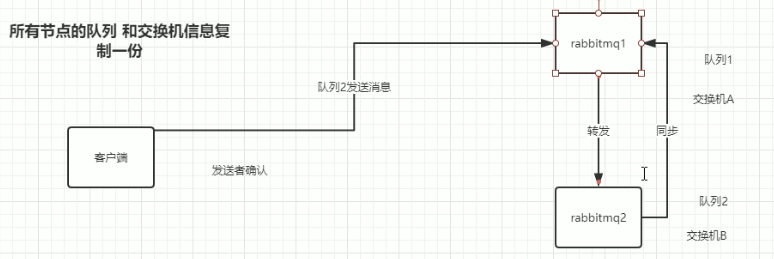 所有节点的队列 和交换机信息复
制一份
rabbitmq1
队列1
队列2发送消息
交换机A
转发
同步
客户端
发送者确认
队列2
rabbitmq2
交换机B